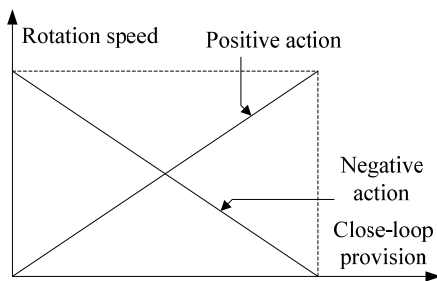 Rotation speed
Positive action
Negative
action
Close-loop
provision